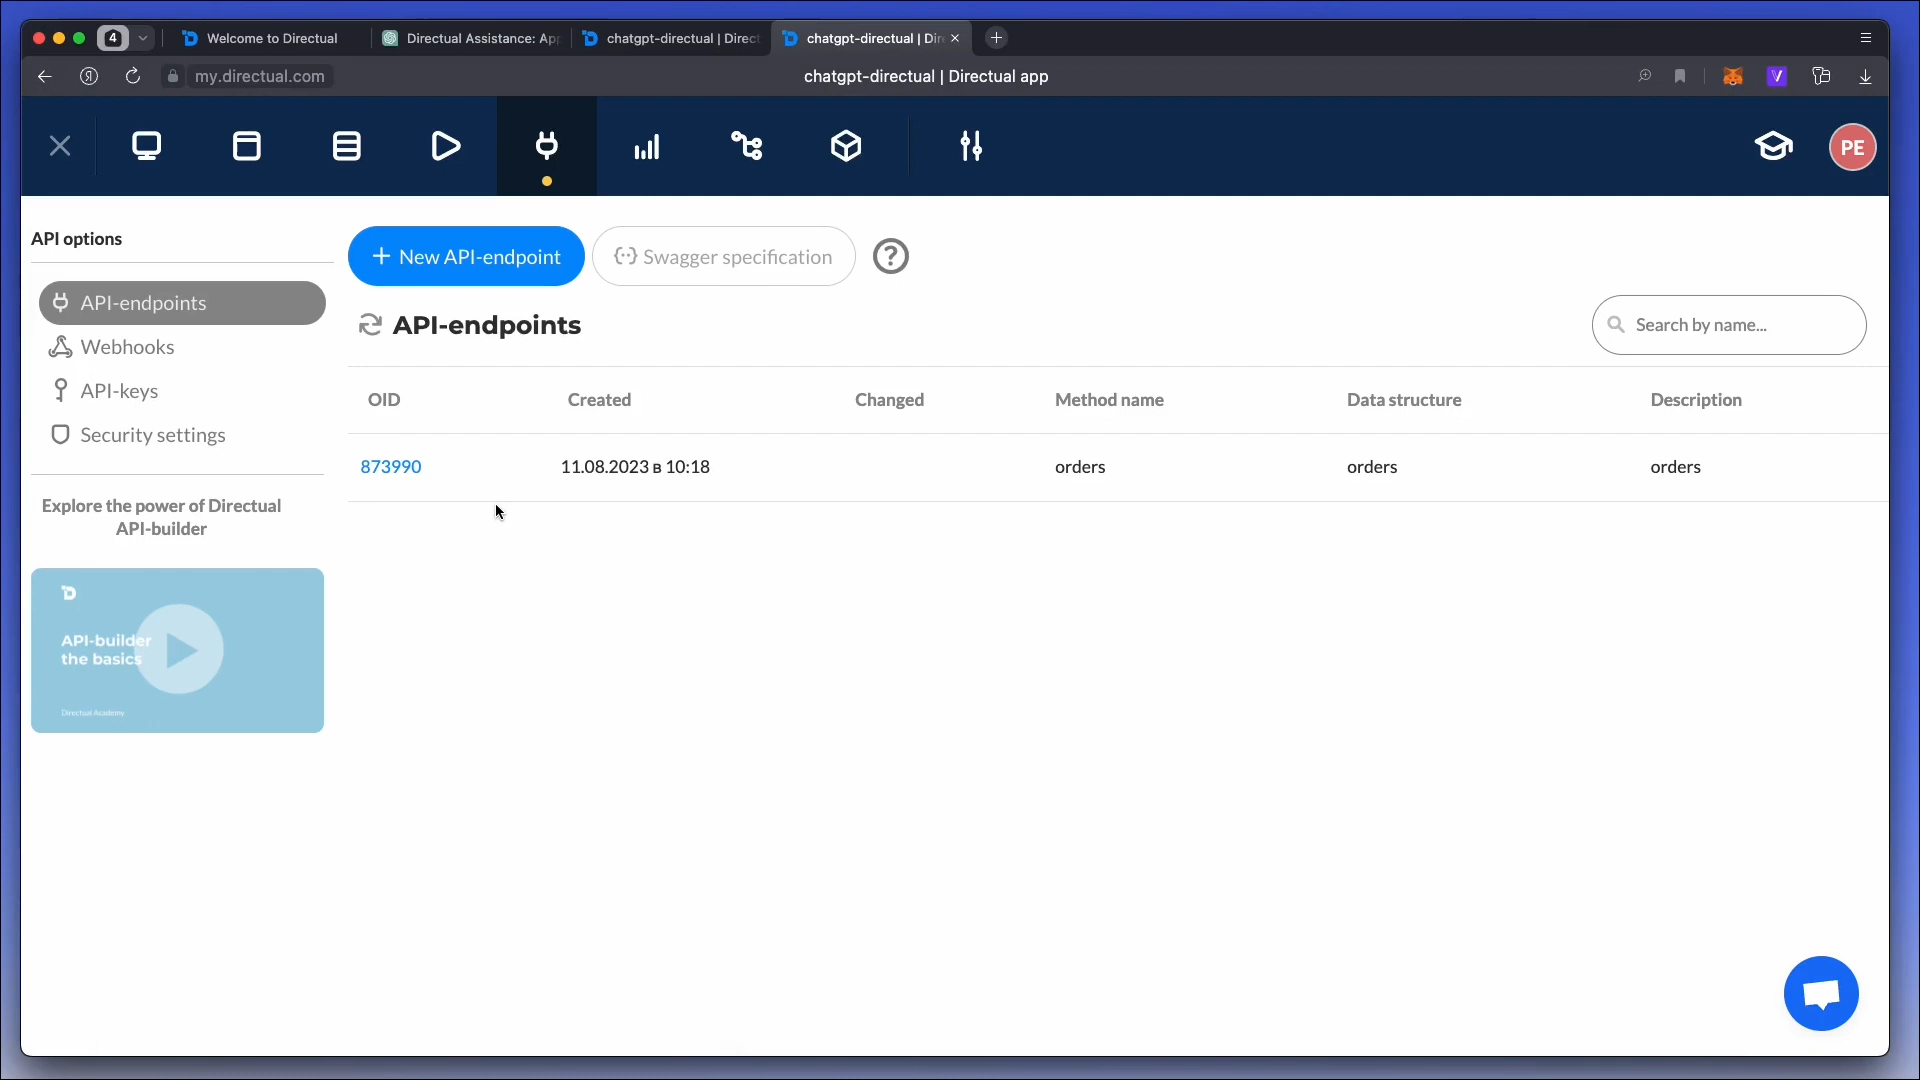 4
Welcome to Directual
Directual Assistance: App
chatgpt-directual | Direct
chatgpt-directual | Dir
my.directual.com
chatgpt-directual | Directual app
PE
API options
API-endpoints
Webhooks
API-keys
Security settings
Explore the power of Directual
API-builder
API-builder
the basics
Directual Academy
+ New API-endpoint
Swagger specification
?
API-endpoints
Search by name...
OID Created Changed Method name Data structure Description
873990 11.08.2023 в 10:18 orders orders orders